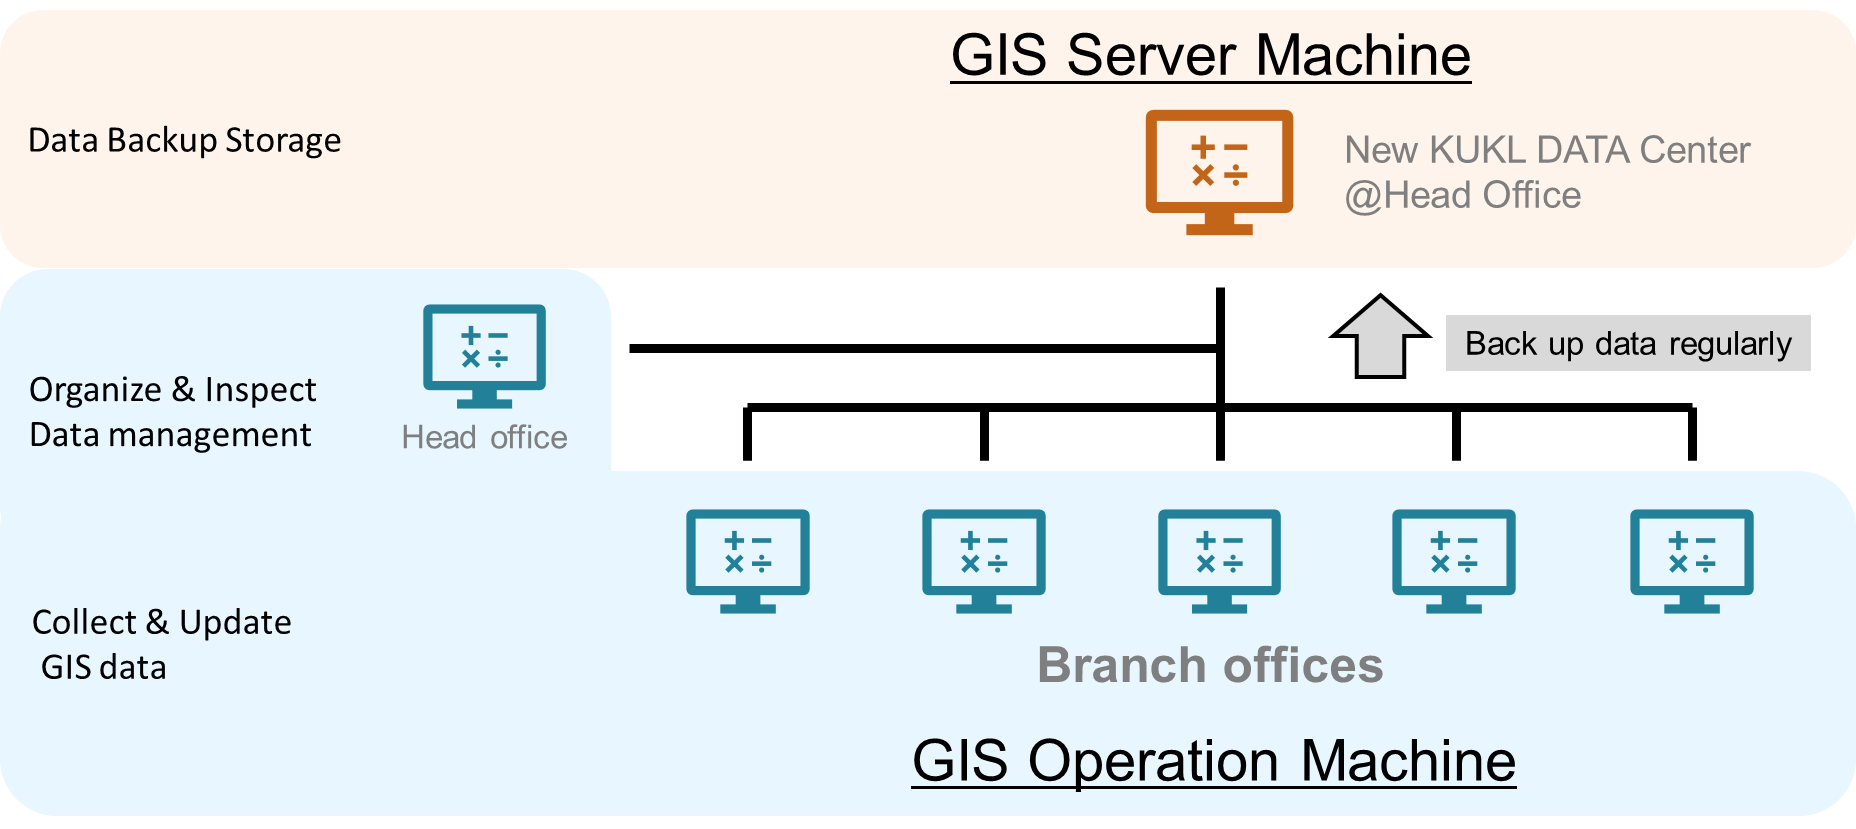 GIS Server Machine
Data Backup Storage
New KUKL DATA Center
@Head Office
Back up data regularly
Organize & Inspect
Data management
Head office
Collect & Update
GIS data
Branch offices
GIS Operation Machine